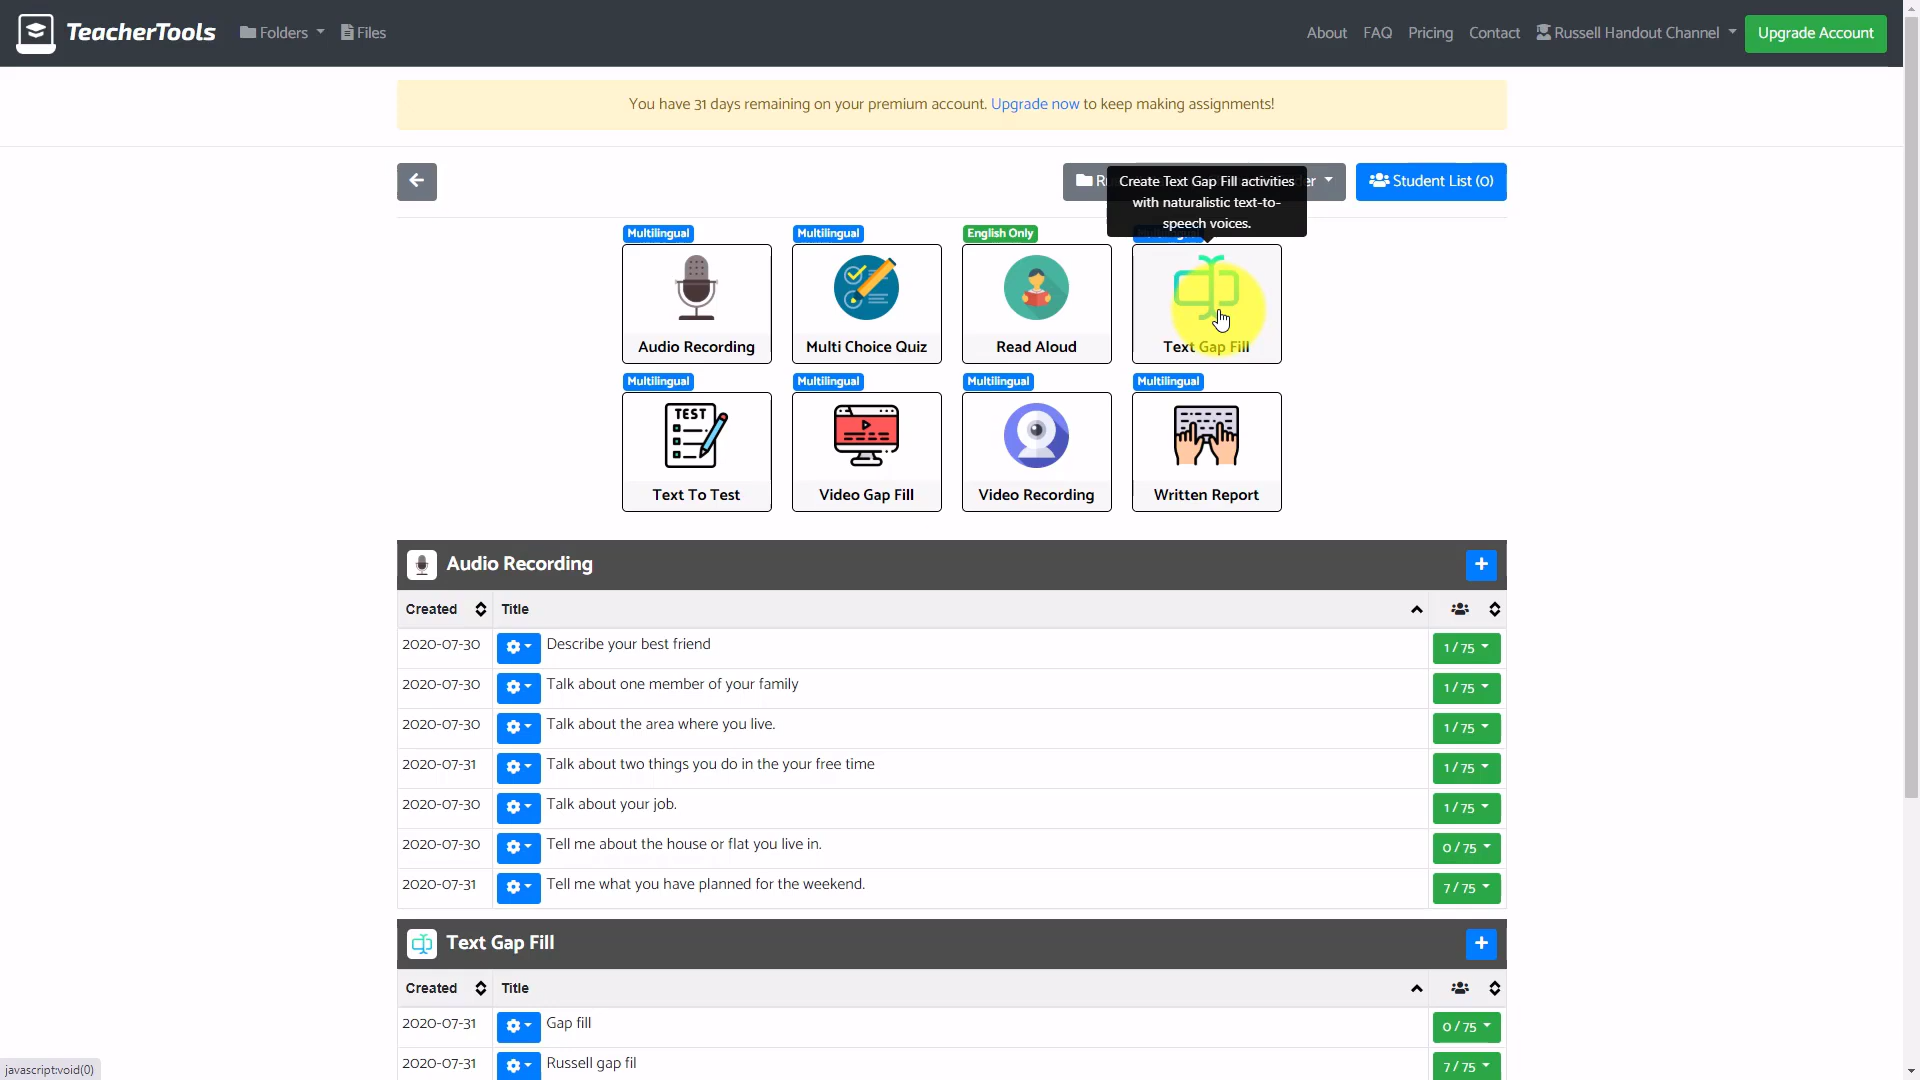 TeacherTools
Folders
Files
About
FAQ
Pricing
Contact
Russell Handout Channel
Upgrade Account
You have 31 days remaining on your premium account. Upgrade now to keep making assignments!
Student List (0)
Create Text Gap Fill activities
with naturalistic text-to-
speech voices.
Multilingual
Multilingual
English Only
Audio Recording
Multi Choice Quiz
Read Aloud
Text Gap Fill
Multilingual
Multilingual
Multilingual
Multilingual
TEST
Text To Test
Video Gap Fill
Video Recording
Written Report
Audio Recording
+
Created
Title
2020-07-30
Describe your best friend
1 / 75
2020-07-30
Talk about one member of your family
1 / 75
2020-07-30
Talk about the area where you live.
1 / 75
2020-07-31
Talk about two things you do in the your free time
1 / 75
2020-07-30
Talk about your job.
1 / 75
2020-07-30
Tell me about the house or flat you live in.
0 / 75
2020-07-31
Tell me what you have planned for the weekend.
7 / 75
Text Gap Fill
+
Created
Title
2020-07-31
Gap fill
0 / 75
2020-07-31
Russell gap fil
7 / 75
javascript:void(0)